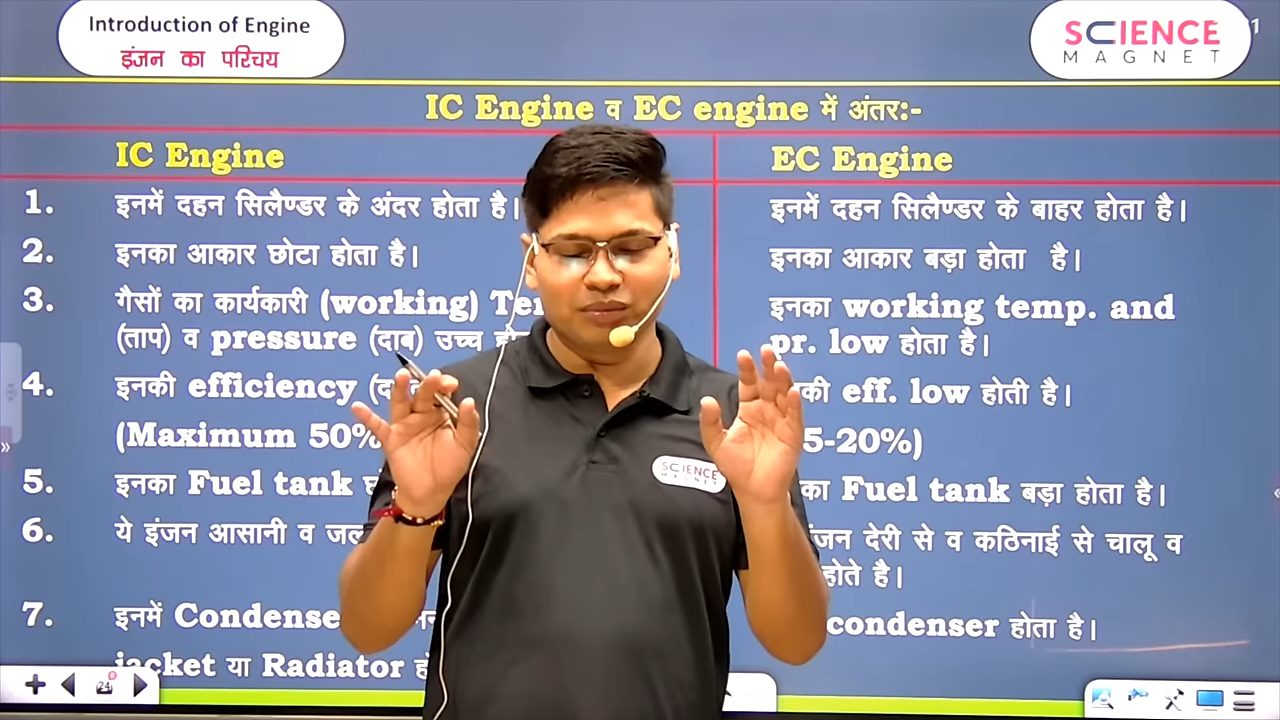 Introduction of Engine
इंजन का परिचय
SCIENCE
MAGNET
IC Engine व EC engine में अंतर:-
IC Engine
EC Engine
1. इनमें दहन सिलैण्डर के अंदर होता है।
इनमें दहन सिलैण्डर के बाहर होता है।
2. इनका आकार छोटा होता है।
इनका आकार बड़ा होता है।
3. गैसों का कार्यकारी (working)
(ताप) व pressure (दाब) उच्च
इनका working temp. and
pr. low होता है।
4. इनकी efficiency
(Maximum 50%
eff. low होती है।
5-20%)
5. इनका Fuel tank
Fuel tank बड़ा होता है।
6. ये इंजन आसानी व
देरी से व कठिनाई से चालू व
होते है।
7. इनमें
jacket या Radiator
condenser होता है।
SCIENCE
MAGNET
24